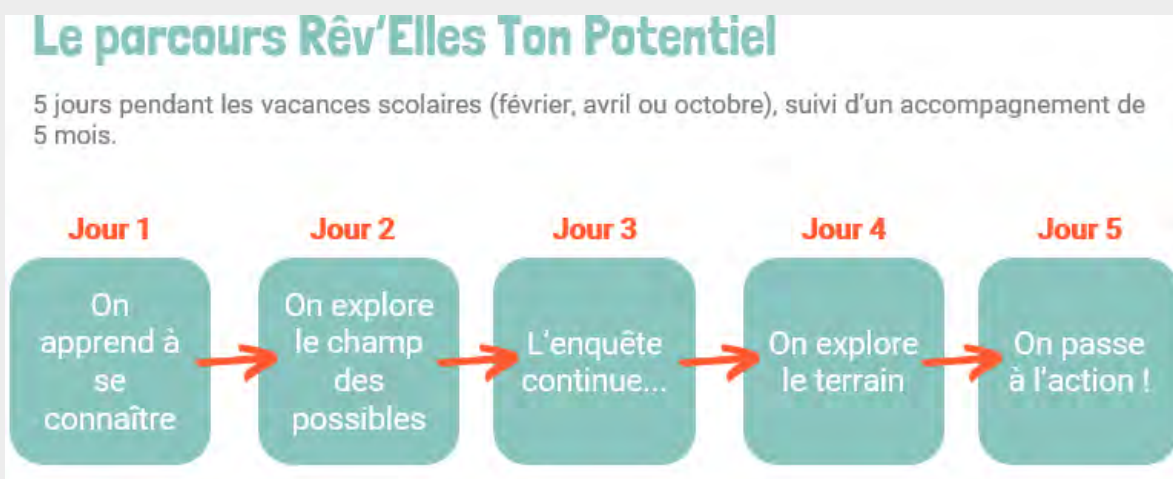 Le parcours Rêv'Elles Ton Potentiel
5 jours pendant les vacances scolaires (février, avril ou octobre), suivi d'un accompagnement de
5 mois.
Jour 1
On
apprend à
se
connaître
Jour 2
On explore
le champ
des
possibles
Jour 3
L'enquête
continue...
Jour 4
On explore
le terrain
Jour 5
On passe
à l'action !